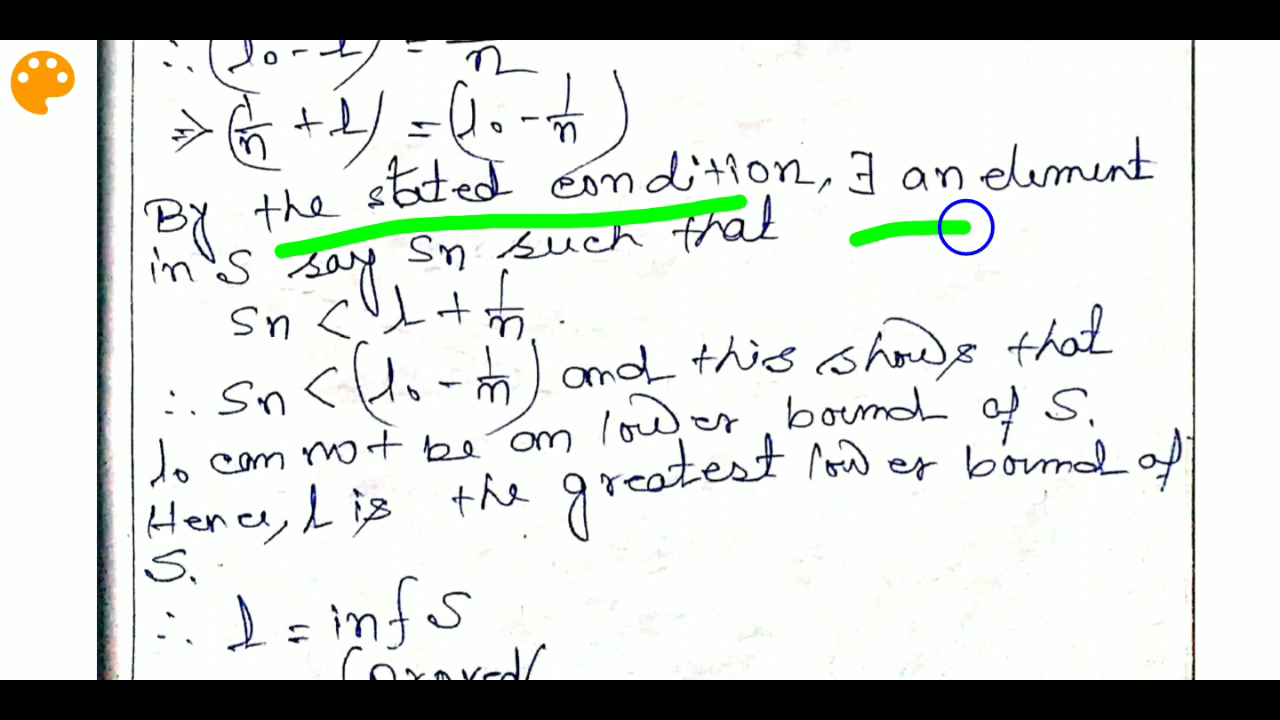 ∴ (l₀ - l) = /n
⇒ (1/n + l) = (l₀ - 1/n)
By the stated condition, ∃ an element
in S say Sn such that
Sn < l + 1/n .
∴ Sn < (l₀ - 1/n) and this shows that
l₀ can not be an lower bound of S.
Hence, l is the greatest lower bound of
S.
∴ l = inf S
(proved)